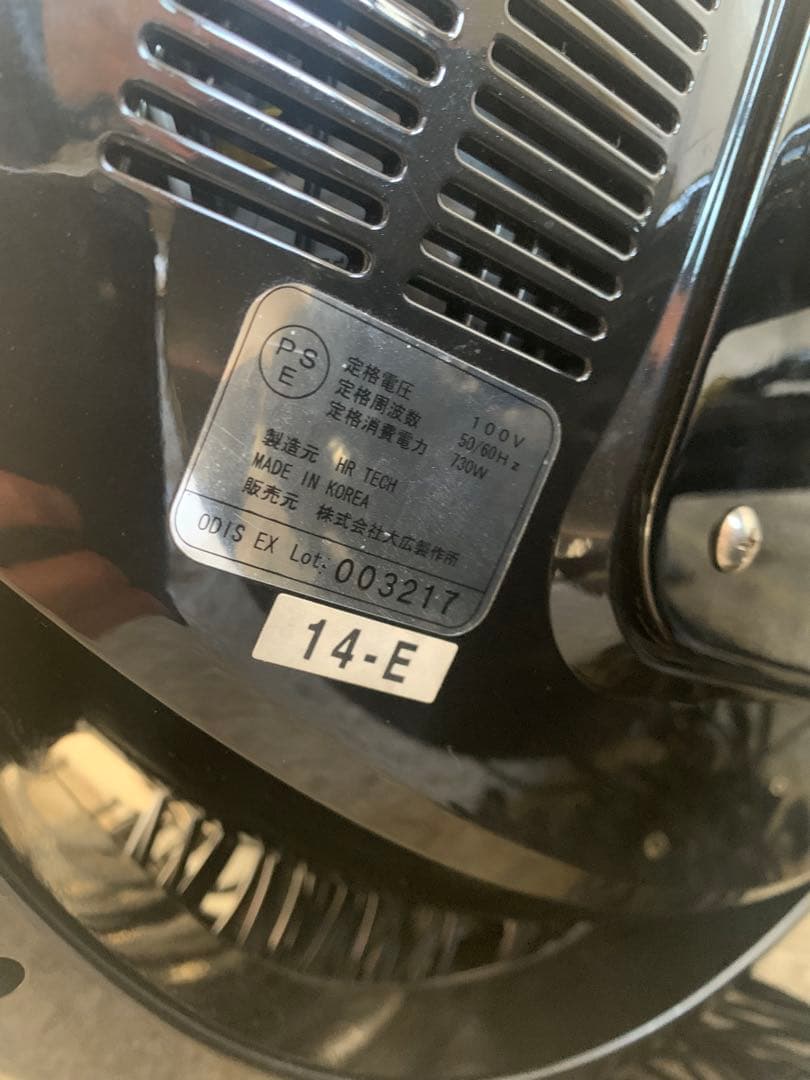 PSE
定格電圧 100V
定格周波数 50/60Hz
定格消費電力 730W
製造元 HR TECH
MADE IN KOREA
販売元 株式会社大広製作所
ODIS EX Lot: 003217
14-E